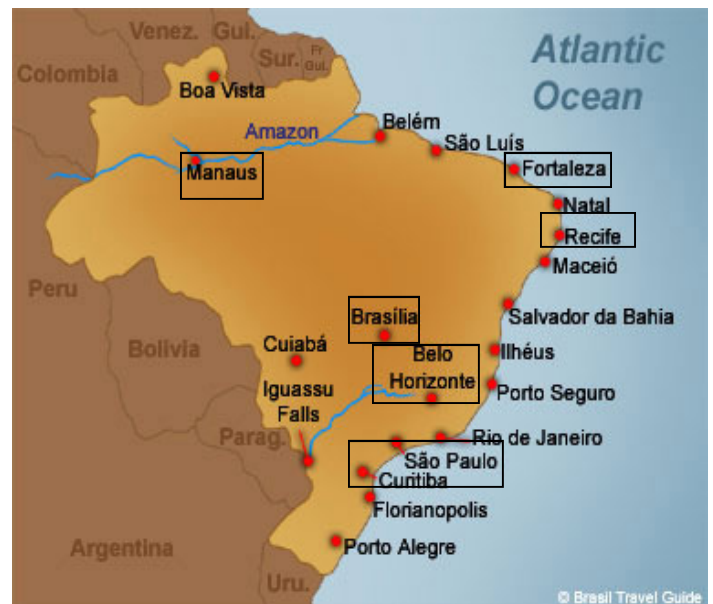 Venez.
Gui.
Atlantic
Ocean
Sur.
Fr
Gui.
Colombia
Boa Vista
Amazon
Belém
São Luís
Manaus
Fortaleza
Natal
Recife
Maceió
Peru
Brasília
Salvador da Bahia
Cuiabá
Bolivia
Belo
Horizonte
Ilhéus
Iguassu
Falls
Porto Seguro
Parag.
Rio de Janeiro
São Paulo
Curitiba
Florianopolis
Argentina
Porto Alegre
Uru.
© Brasil Travel Guide